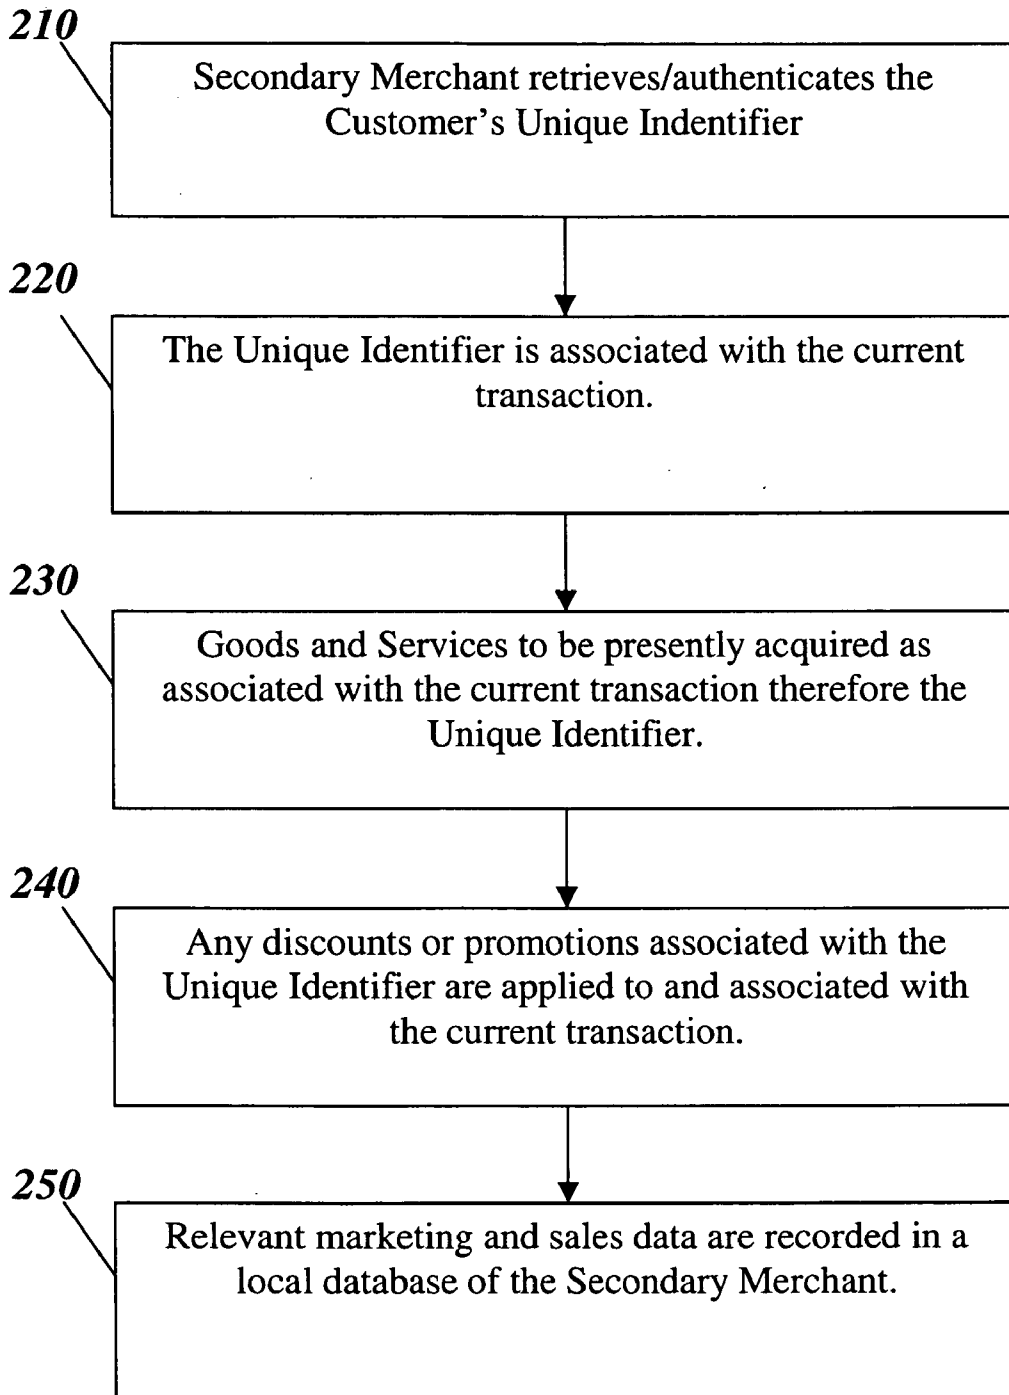 210
Secondary Merchant retrieves/authenticates the
Customer's Unique Indentifier
220
The Unique Identifier is associated with the current
transaction.
230
Goods and Services to be presently acquired as
associated with the current transaction therefore the
Unique Identifier.
240
Any discounts or promotions associated with the
Unique Identifier are applied to and associated with
the current transaction.
250
Relevant marketing and sales data are recorded in a
local database of the Secondary Merchant.